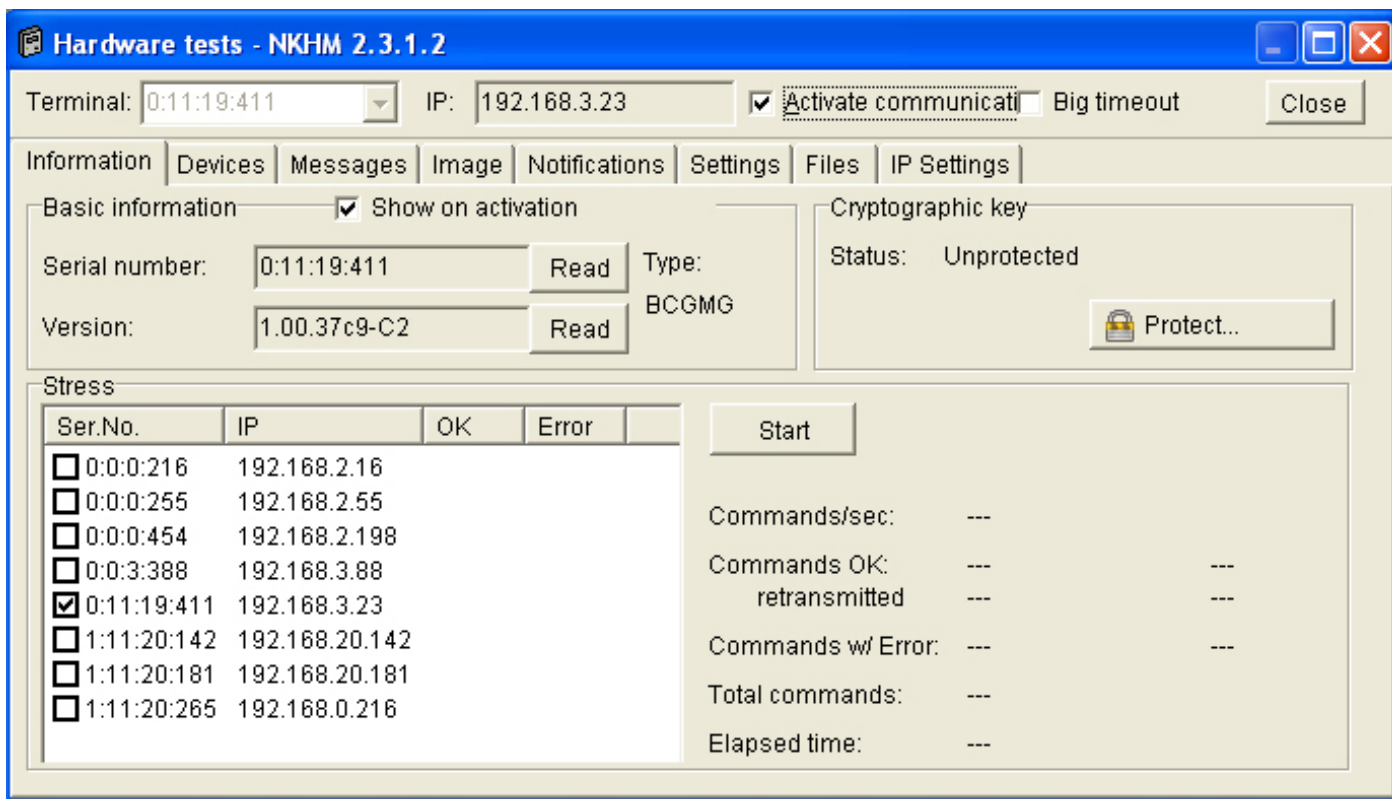 Hardware tests - NKHM 2.3.1.2
Terminal: 0:11:19:411 IP: 192.168.3.23 Activate communicati Big timeout Close
Information Devices Messages Image Notifications Settings Files IP Settings
Basic information Show on activation
Serial number: 0:11:19:411 Read Type:
BCGMG
Version: 1.00.37c9-C2 Read
Cryptographic key
Status: Unprotected
Protect...
Stress
Ser.No. IP OK Error
0:0:0:216 192.168.2.16
0:0:0:255 192.168.2.55
0:0:0:454 192.168.2.198
0:0:3:388 192.168.3.88
0:11:19:411 192.168.3.23
1:11:20:142 192.168.20.142
1:11:20:181 192.168.20.181
1:11:20:265 192.168.0.216
Start
Commands/sec: ---
Commands OK: --- ---
retransmitted --- ---
Commands w/ Error: --- ---
Total commands: ---
Elapsed time: ---